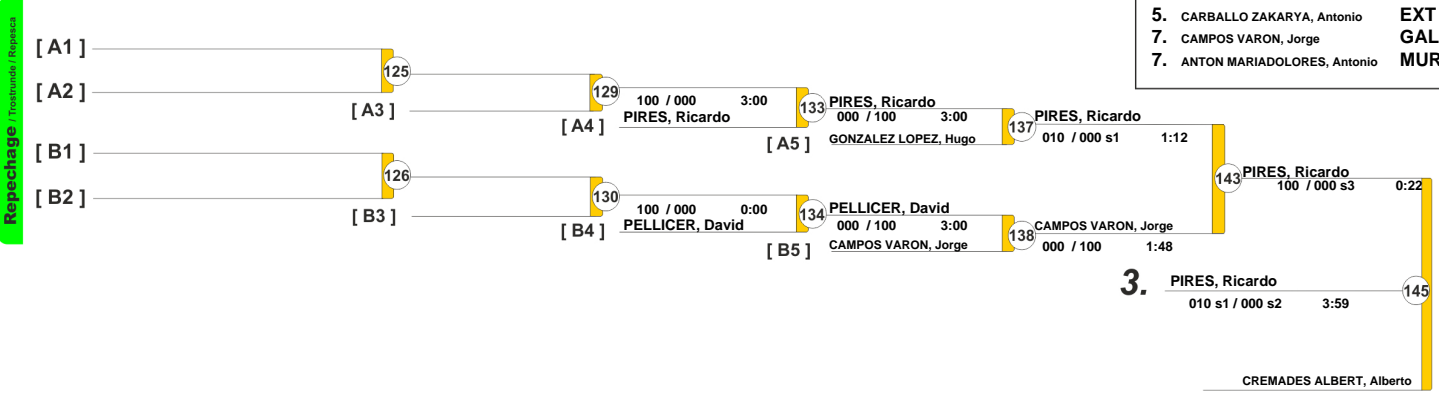 5. CARBALLO ZAKARYA, Antonio EXT
7. CAMPOS VARON, Jorge GAL
7. ANTON MARIADOLORES, Antonio MUR
Repechage / Trostrunde / Repesca
[ A1 ]
125
[ A2 ]
[ A3 ]
129
[ A4 ]
100 / 000 3:00
PIRES, Ricardo
133
[ A5 ]
PIRES, Ricardo
000 / 100 3:00
GONZALEZ LOPEZ, Hugo
137
PIRES, Ricardo
010 / 000 s1 1:12
[ B1 ]
126
[ B2 ]
[ B3 ]
130
[ B4 ]
100 / 000 0:00
PELLICER, David
134
[ B5 ]
PELLICER, David
000 / 100 3:00
CAMPOS VARON, Jorge
138
CAMPOS VARON, Jorge
000 / 100 1:48
143
PIRES, Ricardo
100 / 000 s3 0:22
3. PIRES, Ricardo
010 s1 / 000 s2 3:59
145
CREMADES ALBERT, Alberto